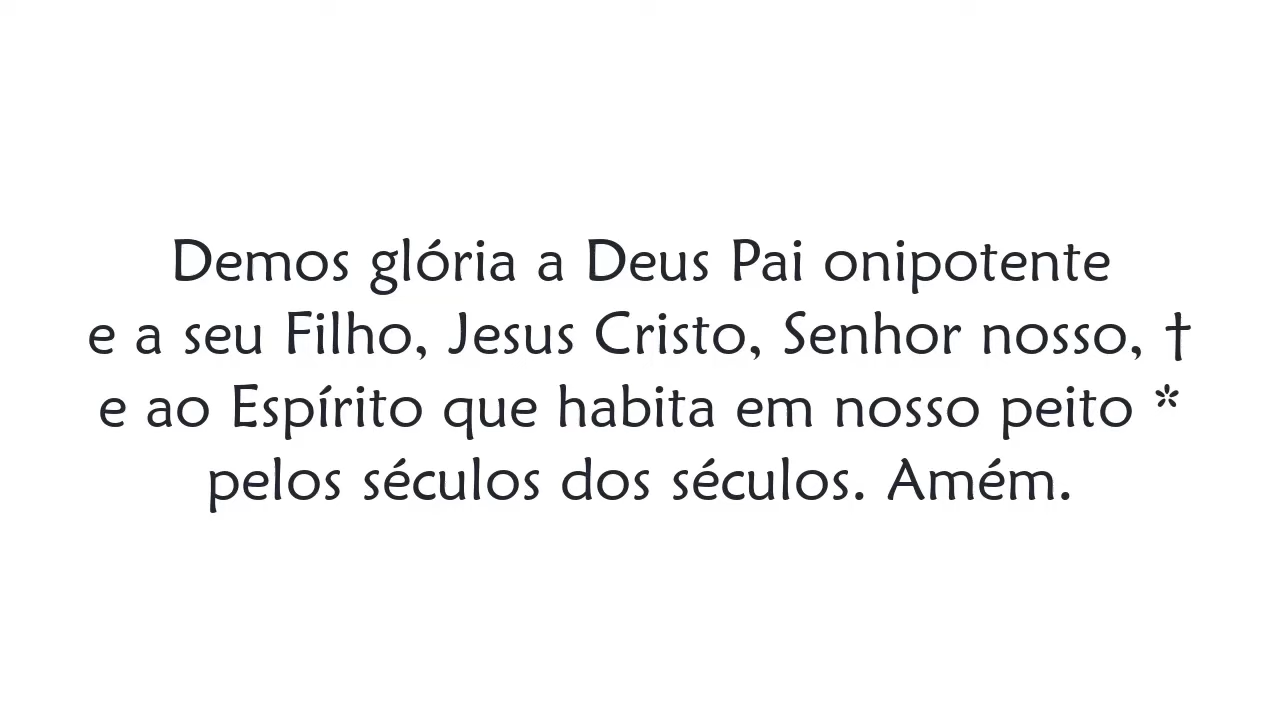 Demos glória a Deus Pai onipotente
e a seu Filho, Jesus Cristo, Senhor nosso, †
e ao Espírito que habita em nosso peito *
pelos séculos dos séculos. Amém.